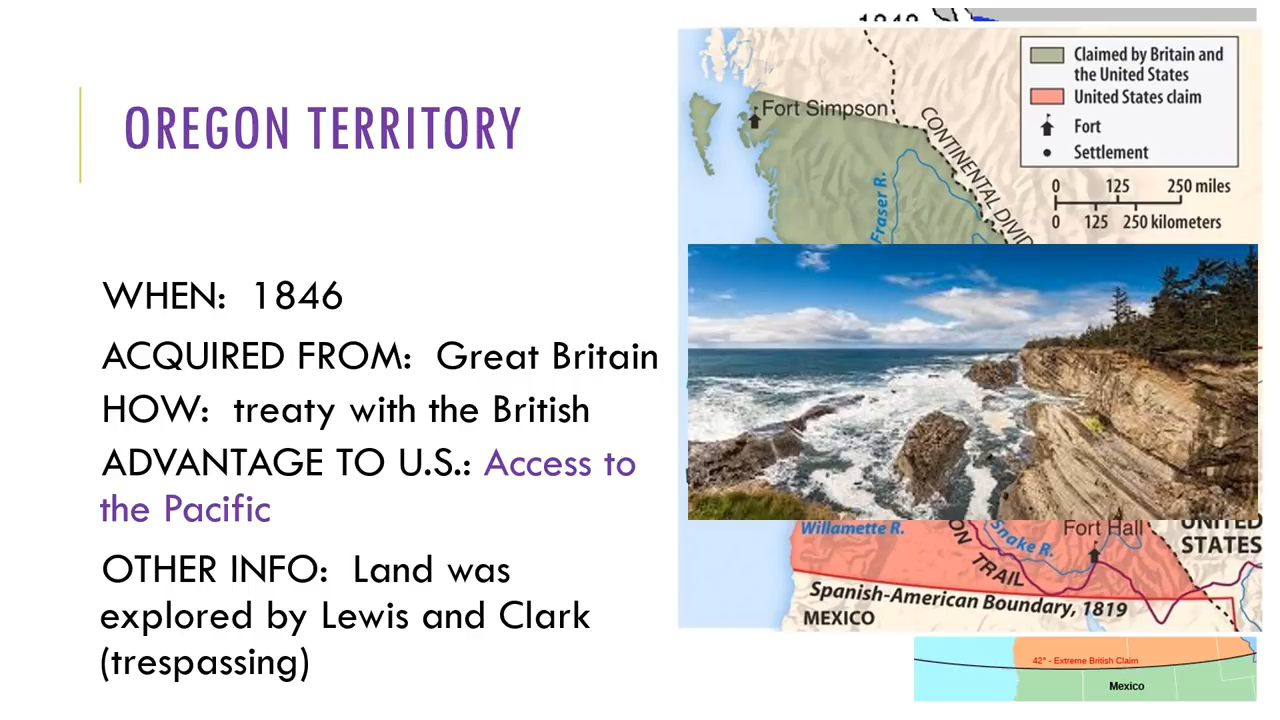 OREGON TERRITORY
WHEN: 1846
ACQUIRED FROM: Great Britain
HOW: treaty with the British
ADVANTAGE TO U.S.: Access to
the Pacific
OTHER INFO: Land was
explored by Lewis and Clark
(trespassing)
Claimed by Britain and
the United States
United States claim
Fort
Settlement
0 125 250 miles
0 125 250 kilometers
Fort Simpson
CONTINENTAL DIVID
Fraser R.
Willamette R.
Snake R.
Fort Hall
UNITED
STATES
ON TRAIL
Spanish-American Boundary, 1819
MEXICO
42° - Extreme British Claim
Mexico